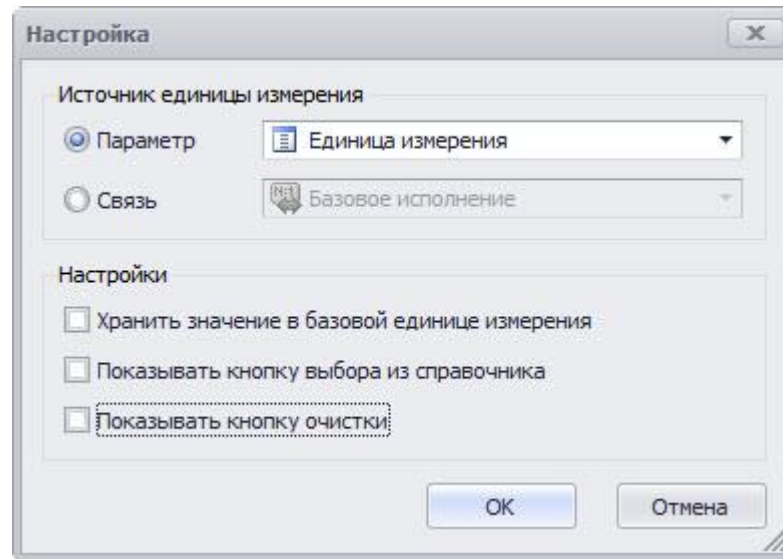 Настройка
Источник единицы измерения
Параметр Единица измерения
Связь N:1 Базовое исполнение
Настройки
Хранить значение в базовой единице измерения
Показывать кнопку выбора из справочника
Показывать кнопку очистки
OK Отмена